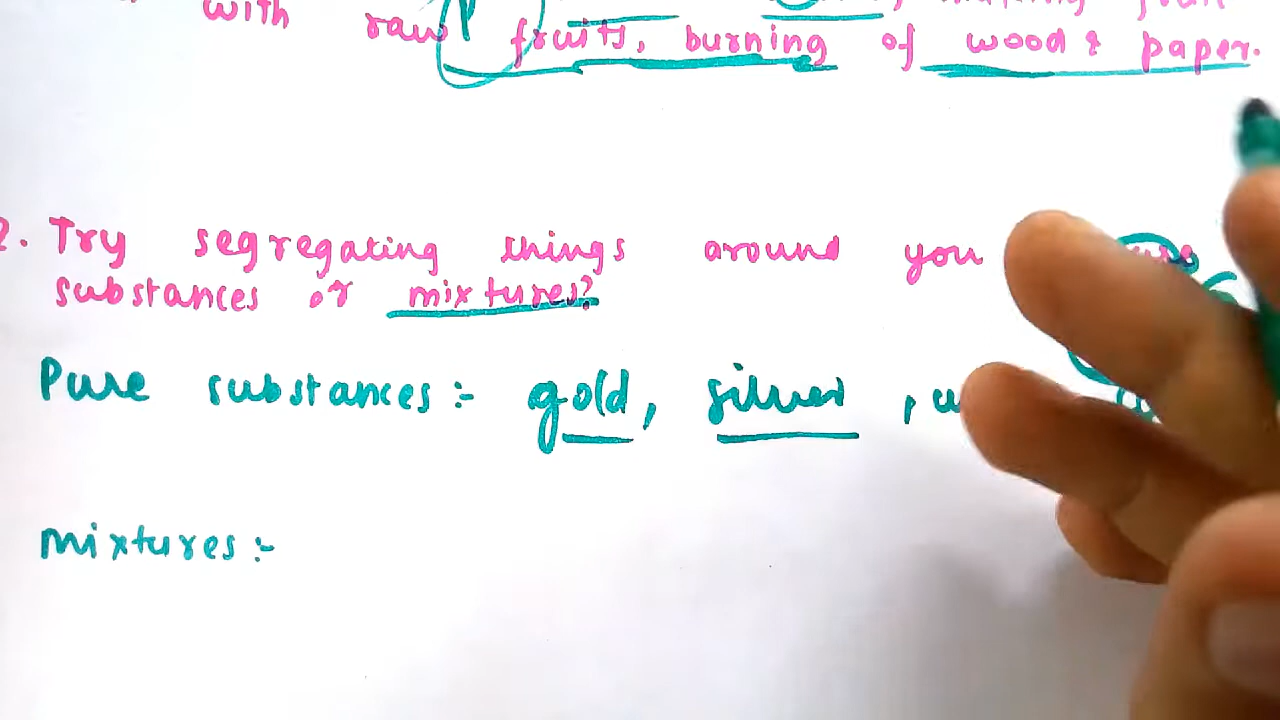 with raw fruits, burning of wood & paper.
2. Try segregating things around you
substances or mixtures?
Pure substances:- gold, silver,
mixtures:-